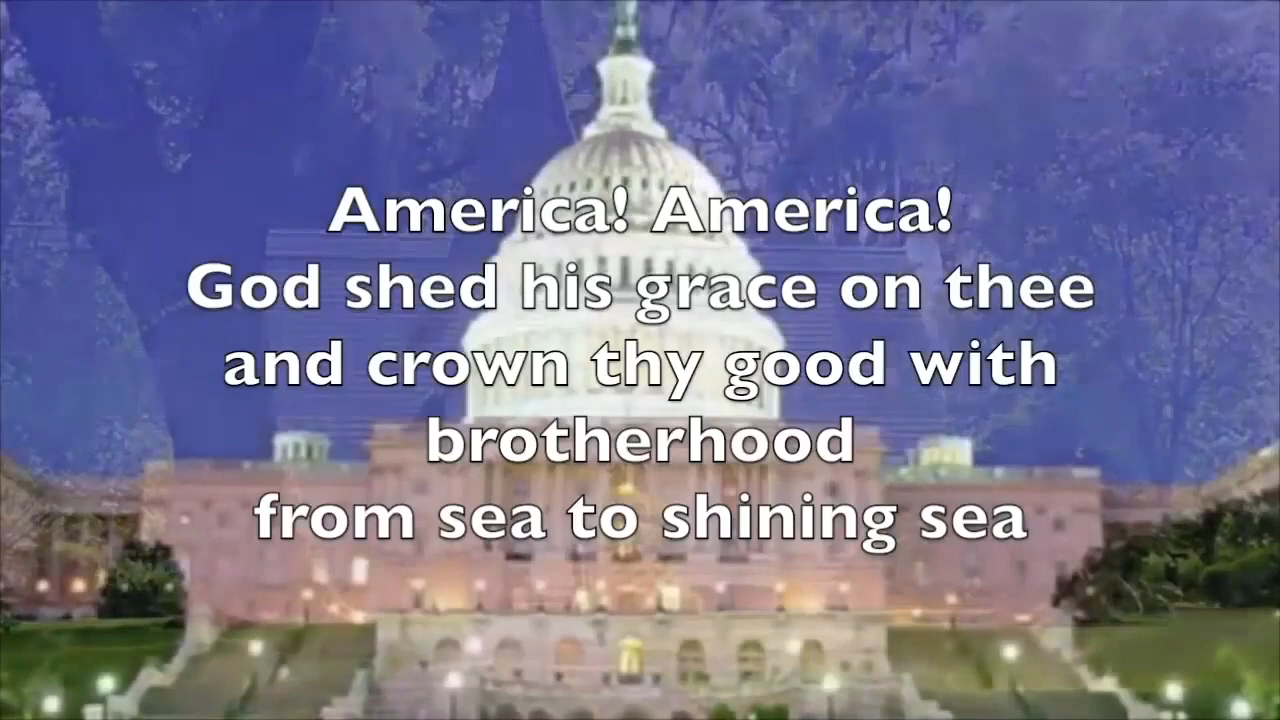 America! America!
God shed his grace on thee
and crown thy good with
brotherhood
from sea to shining sea